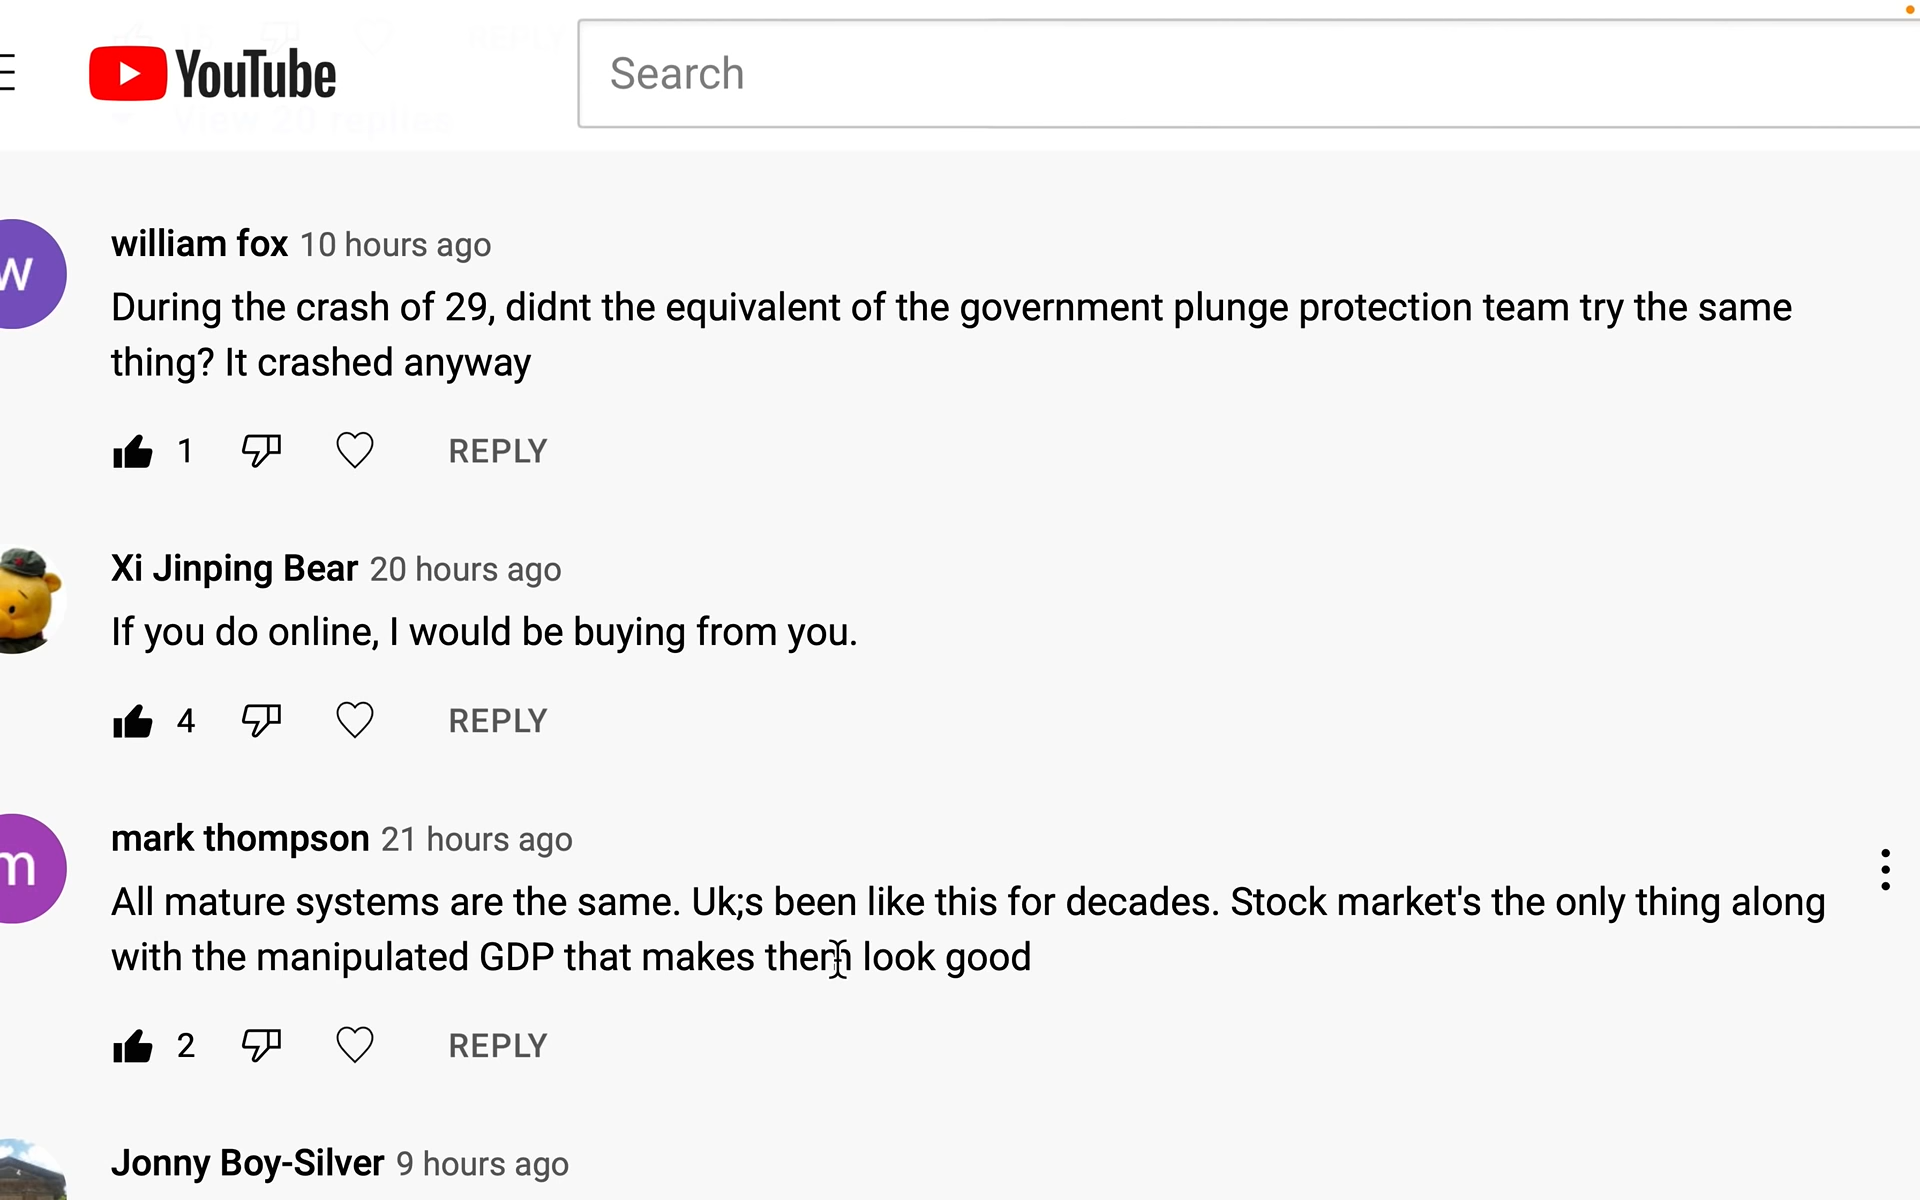 YouTube
Search
View 20 replies
william fox 10 hours ago
During the crash of 29, didnt the equivalent of the government plunge protection team try the same
thing? It crashed anyway
1 REPLY
Xi Jinping Bear 20 hours ago
If you do online, I would be buying from you.
4 REPLY
mark thompson 21 hours ago
All mature systems are the same. Uk;s been like this for decades. Stock market's the only thing along
with the manipulated GDP that makes them look good
2 REPLY
Jonny Boy-Silver 9 hours ago
w
m